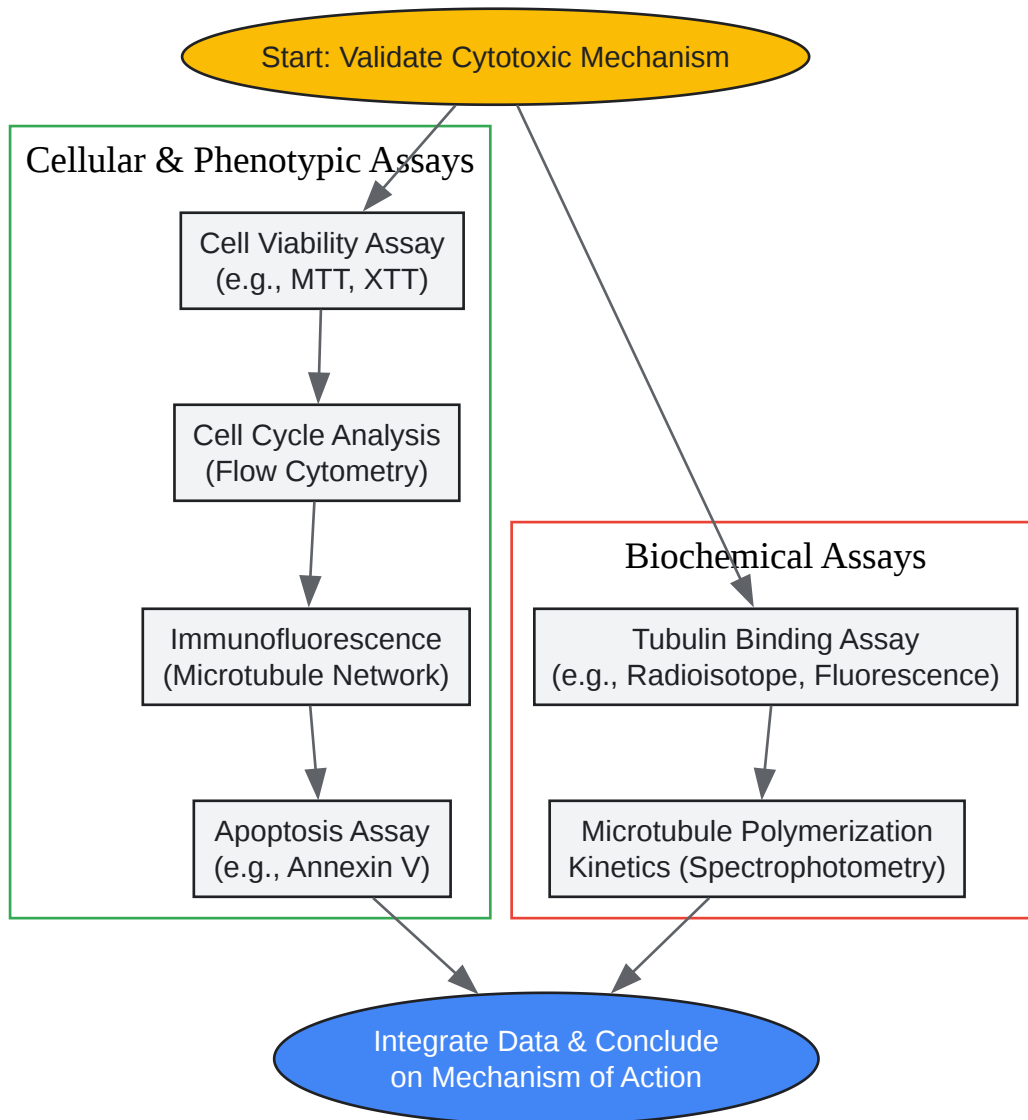 Start: Validate Cytotoxic Mechanism
Cellular & Phenotypic Assays
Cell Viability Assay
(e.g., MTT, XTT)
Cell Cycle Analysis
(Flow Cytometry)
Immunofluorescence
(Microtubule Network)
Apoptosis Assay
(e.g., Annexin V)
Biochemical Assays
Tubulin Binding Assay
(e.g., Radioisotope, Fluorescence)
Microtubule Polymerization
Kinetics (Spectrophotometry)
Integrate Data & Conclude
on Mechanism of Action